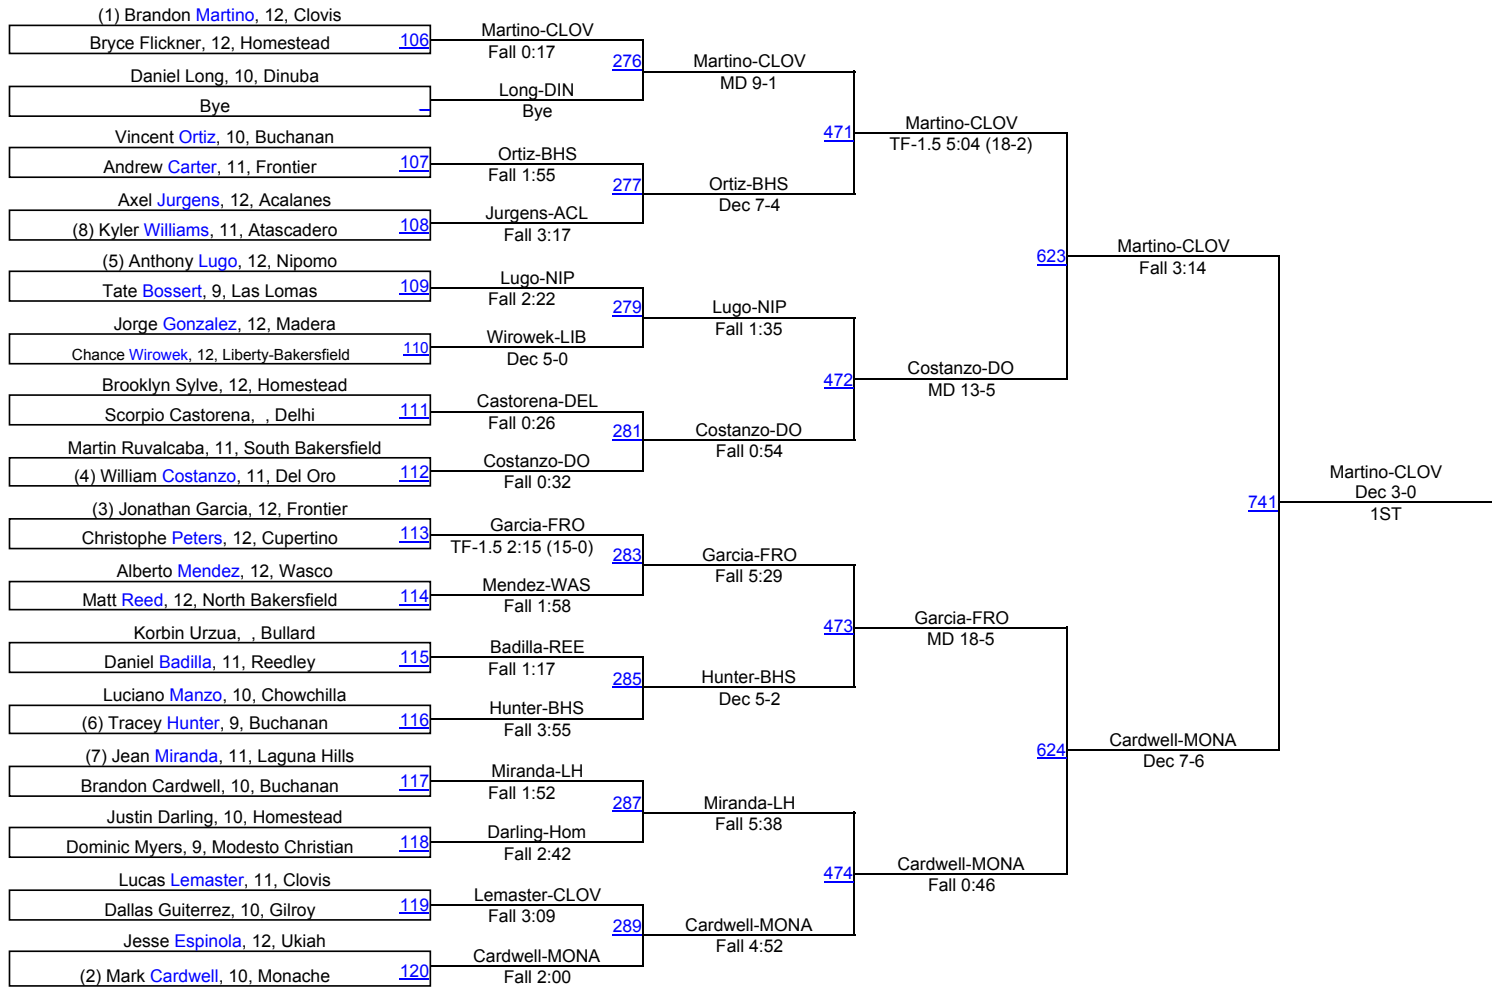 (1) Brandon Martino, 12, Clovis
Bryce Flickner, 12, Homestead
106
Daniel Long, 10, Dinuba
Bye
Vincent Ortiz, 10, Buchanan
Andrew Carter, 11, Frontier
107
Axel Jurgens, 12, Acalanes
(8) Kyler Williams, 11, Atascadero
108
(5) Anthony Lugo, 12, Nipomo
Tate Bossert, 9, Las Lomas
109
Jorge Gonzalez, 12, Madera
Chance Wirowek, 12, Liberty-Bakersfield
110
Brooklyn Sylve, 12, Homestead
Scorpio Castorena, , Delhi
111
Martin Ruvalcaba, 11, South Bakersfield
(4) William Costanzo, 11, Del Oro
112
(3) Jonathan Garcia, 12, Frontier
Christophe Peters, 12, Cupertino
113
Alberto Mendez, 12, Wasco
Matt Reed, 12, North Bakersfield
114
Korbin Urzua, , Bullard
Daniel Badilla, 11, Reedley
115
Luciano Manzo, 10, Chowchilla
(6) Tracey Hunter, 9, Buchanan
116
(7) Jean Miranda, 11, Laguna Hills
Brandon Cardwell, 10, Buchanan
117
Justin Darling, 10, Homestead
Dominic Myers, 9, Modesto Christian
118
Lucas Lemaster, 11, Clovis
Dallas Guiterrez, 10, Gilroy
119
Jesse Espinola, 12, Ukiah
(2) Mark Cardwell, 10, Monache
120
Martino-CLOV
Fall 0:17
276
Long-DIN
Bye
Ortiz-BHS
Fall 1:55
277
Jurgens-ACL
Fall 3:17
Lugo-NIP
Fall 2:22
279
Wirowek-LIB
Dec 5-0
Castorena-DEL
Fall 0:26
281
Costanzo-DO
Fall 0:32
Garcia-FRO
TF-1.5 2:15 (15-0)
283
Mendez-WAS
Fall 1:58
Badilla-REE
Fall 1:17
285
Hunter-BHS
Fall 3:55
Miranda-LH
Fall 1:52
287
Darling-Hom
Fall 2:42
Lemaster-CLOV
Fall 3:09
289
Cardwell-MONA
Fall 2:00
Martino-CLOV
MD 9-1
471
Ortiz-BHS
Dec 7-4
Lugo-NIP
Fall 1:35
472
Costanzo-DO
Fall 0:54
Garcia-FRO
Fall 5:29
473
Hunter-BHS
Dec 5-2
Miranda-LH
Fall 5:38
474
Cardwell-MONA
Fall 4:52
Martino-CLOV
TF-1.5 5:04 (18-2)
623
Costanzo-DO
MD 13-5
Garcia-FRO
MD 18-5
624
Cardwell-MONA
Fall 0:46
Martino-CLOV
Fall 3:14
741
Cardwell-MONA
Dec 7-6
Martino-CLOV
Dec 3-0
1ST